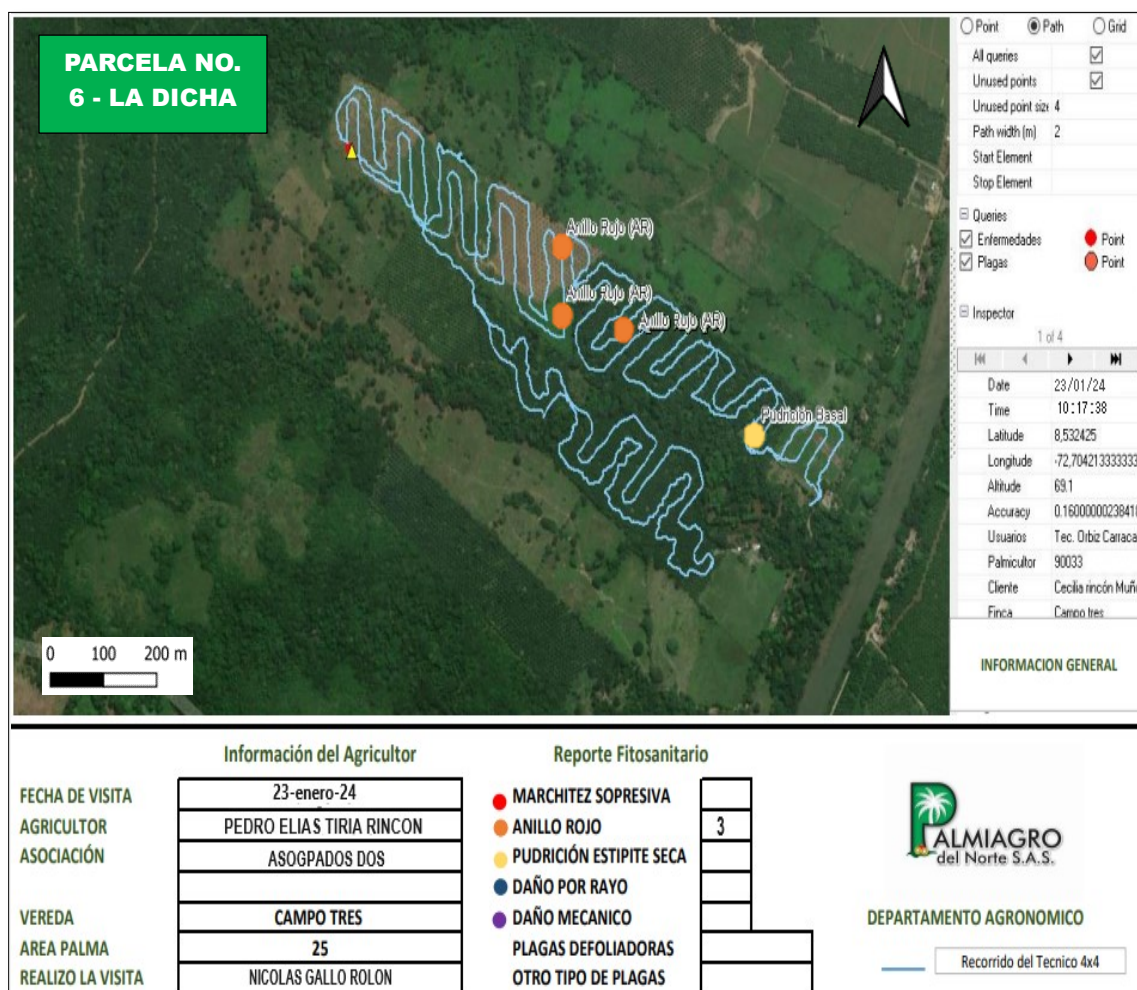 PARCELA NO.
6 - LA DICHA
Anillo Rojo (AR)
Anillo Rojo (AR)
Anillo Rojo (AR)
Pudrición Basal
0 100 200 m
Point Path Grid
All queries
Unused points
Unused point size 4
Path width (m) 2
Start Element
Stop Element
Queries
Enfermedades Point
Plagas Point
Inspector
1 of 4
Date 23/01/24
Time 10:17:38
Latitude 8,532425
Longitude -72,704213333333
Altitude 69.1
Accuracy 0.1600000023841
Usuarios Tec. Orbiz Carraca
Palmicultor 90033
Cliente Cecilia rincón Muñ
Finca Campo tres
INFORMACION GENERAL
Información del Agricultor
FECHA DE VISITA 23-enero-24
AGRICULTOR PEDRO ELIAS TIRIA RINCON
ASOCIACIÓN ASOGPADOS DOS
VEREDA CAMPO TRES
AREA PALMA 25
REALIZO LA VISITA NICOLAS GALLO ROLON
Reporte Fitosanitario
MARCHITEZ SOPRESIVA
ANILLO ROJO 3
PUDRICIÓN ESTIPITE SECA
DAÑO POR RAYO
DAÑO MECANICO
PLAGAS DEFOLIADORAS
OTRO TIPO DE PLAGAS
PALMIAGRO
del Norte S.A.S.
DEPARTAMENTO AGRONOMICO
Recorrido del Tecnico 4x4